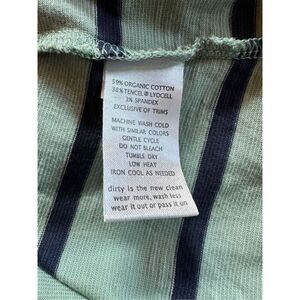 59% ORGANIC COTTON
38% TENCEL® LYOCELL
3% SPANDEX
EXCLUSIVE OF TRIMS
MACHINE WASH COLD
WITH SIMILAR COLORS
GENTLE CYCLE
DO NOT BLEACH
TUMBLE DRY
LOW HEAT
IRON COOL AS NEEDED
dirty is the new clean
wear more, wash less
wear it out or pass it on